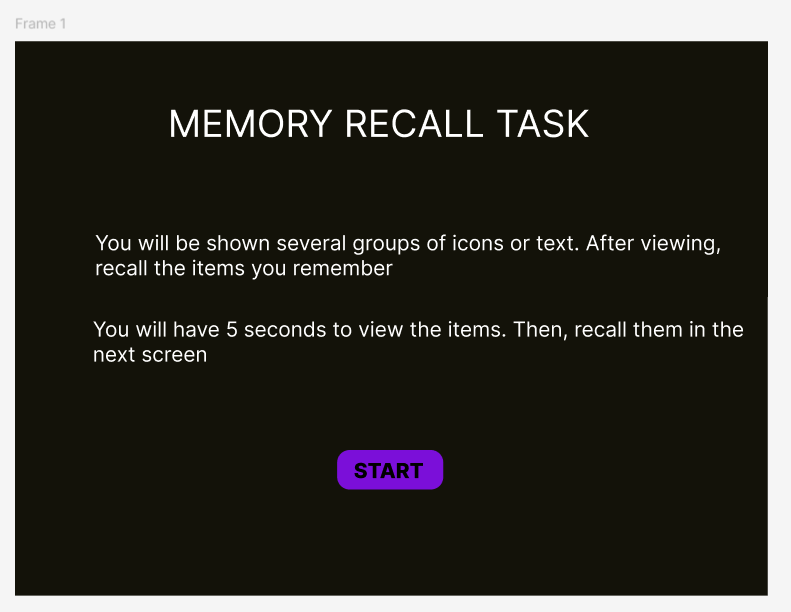 Frame 1
MEMORY RECALL TASK
You will be shown several groups of icons or text. After viewing,
recall the items you remember
You will have 5 seconds to view the items. Then, recall them in the
next screen
START